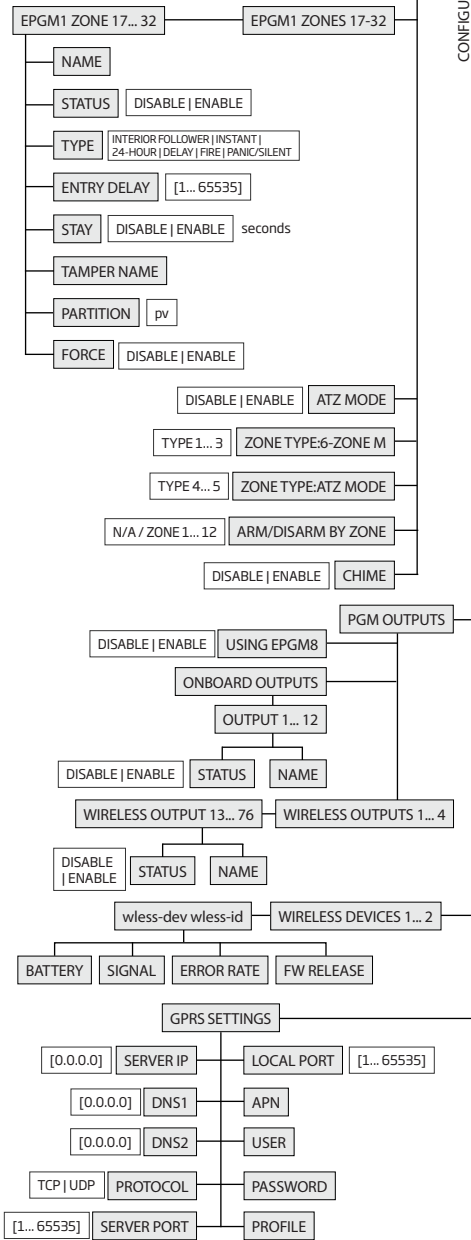 EPGM1 ZONE 17... 32
EPGM1 ZONES 17-32
CONFIGU
NAME
STATUS
DISABLE | ENABLE
TYPE
INTERIOR FOLLOWER | INSTANT |
24-HOUR | DELAY | FIRE | PANIC/SILENT
ENTRY DELAY
[1... 65535]
STAY
DISABLE | ENABLE
seconds
TAMPER NAME
PARTITION
pv
FORCE
DISABLE | ENABLE
DISABLE | ENABLE
ATZ MODE
TYPE 1... 3
ZONE TYPE:6-ZONE M
TYPE 4... 5
ZONE TYPE:ATZ MODE
N/A / ZONE 1... 12
ARM/DISARM BY ZONE
DISABLE | ENABLE
CHIME
PGM OUTPUTS
DISABLE | ENABLE
USING EPGM8
ONBOARD OUTPUTS
OUTPUT 1... 12
DISABLE | ENABLE
STATUS
NAME
WIRELESS OUTPUT 13... 76
WIRELESS OUTPUTS 1... 4
DISABLE
| ENABLE
STATUS
NAME
wless-dev wless-id
WIRELESS DEVICES 1... 2
BATTERY
SIGNAL
ERROR RATE
FW RELEASE
GPRS SETTINGS
[0.0.0.0]
SERVER IP
LOCAL PORT
[1... 65535]
[0.0.0.0]
DNS1
APN
[0.0.0.0]
DNS2
USER
TCP | UDP
PROTOCOL
PASSWORD
[1... 65535]
SERVER PORT
PROFILE